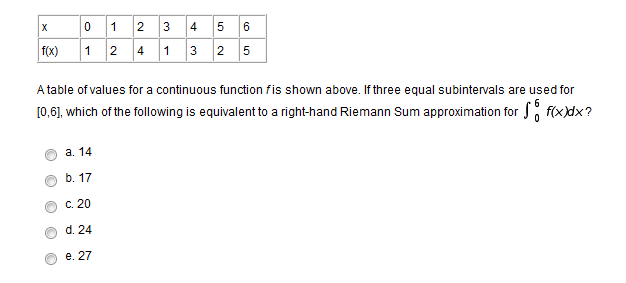 x 0 1 2 3 4 5 6
f(x) 1 2 4 1 3 2 5
A table of values for a continuous function f is shown above. If three equal subintervals are used for
[0,6], which of the following is equivalent to a right-hand Riemann Sum approximation for ∫₀⁶ f(x)dx?
a. 14
b. 17
c. 20
d. 24
e. 27